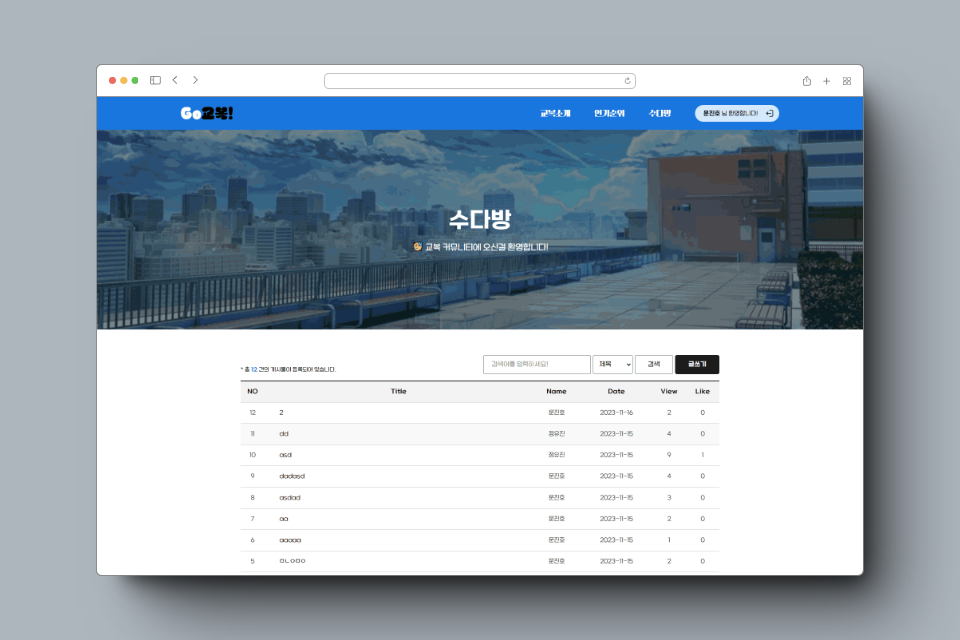 Go교복!
교복소개 인기순위 수다방 문진호 님 환영합니다!
수다방
교복 커뮤니티에 오신걸 환영합니다!
* 총 12 건의 게시물이 등록되어 있습니다.
검색어를 입력하세요! 제목 검색 글쓰기
NO Title Name Date View Like
12 2 문진호 2023-11-16 2 0
11 dd 정유진 2023-11-15 4 0
10 asd 정유진 2023-11-15 9 1
9 dadasd 문진호 2023-11-15 4 0
8 asdad 문진호 2023-11-15 3 0
7 aa 문진호 2023-11-15 2 0
6 aaaaa 문진호 2023-11-15 1 0
5 ㅁㄴㅇㅁㅇ 문진호 2023-11-15 2 0